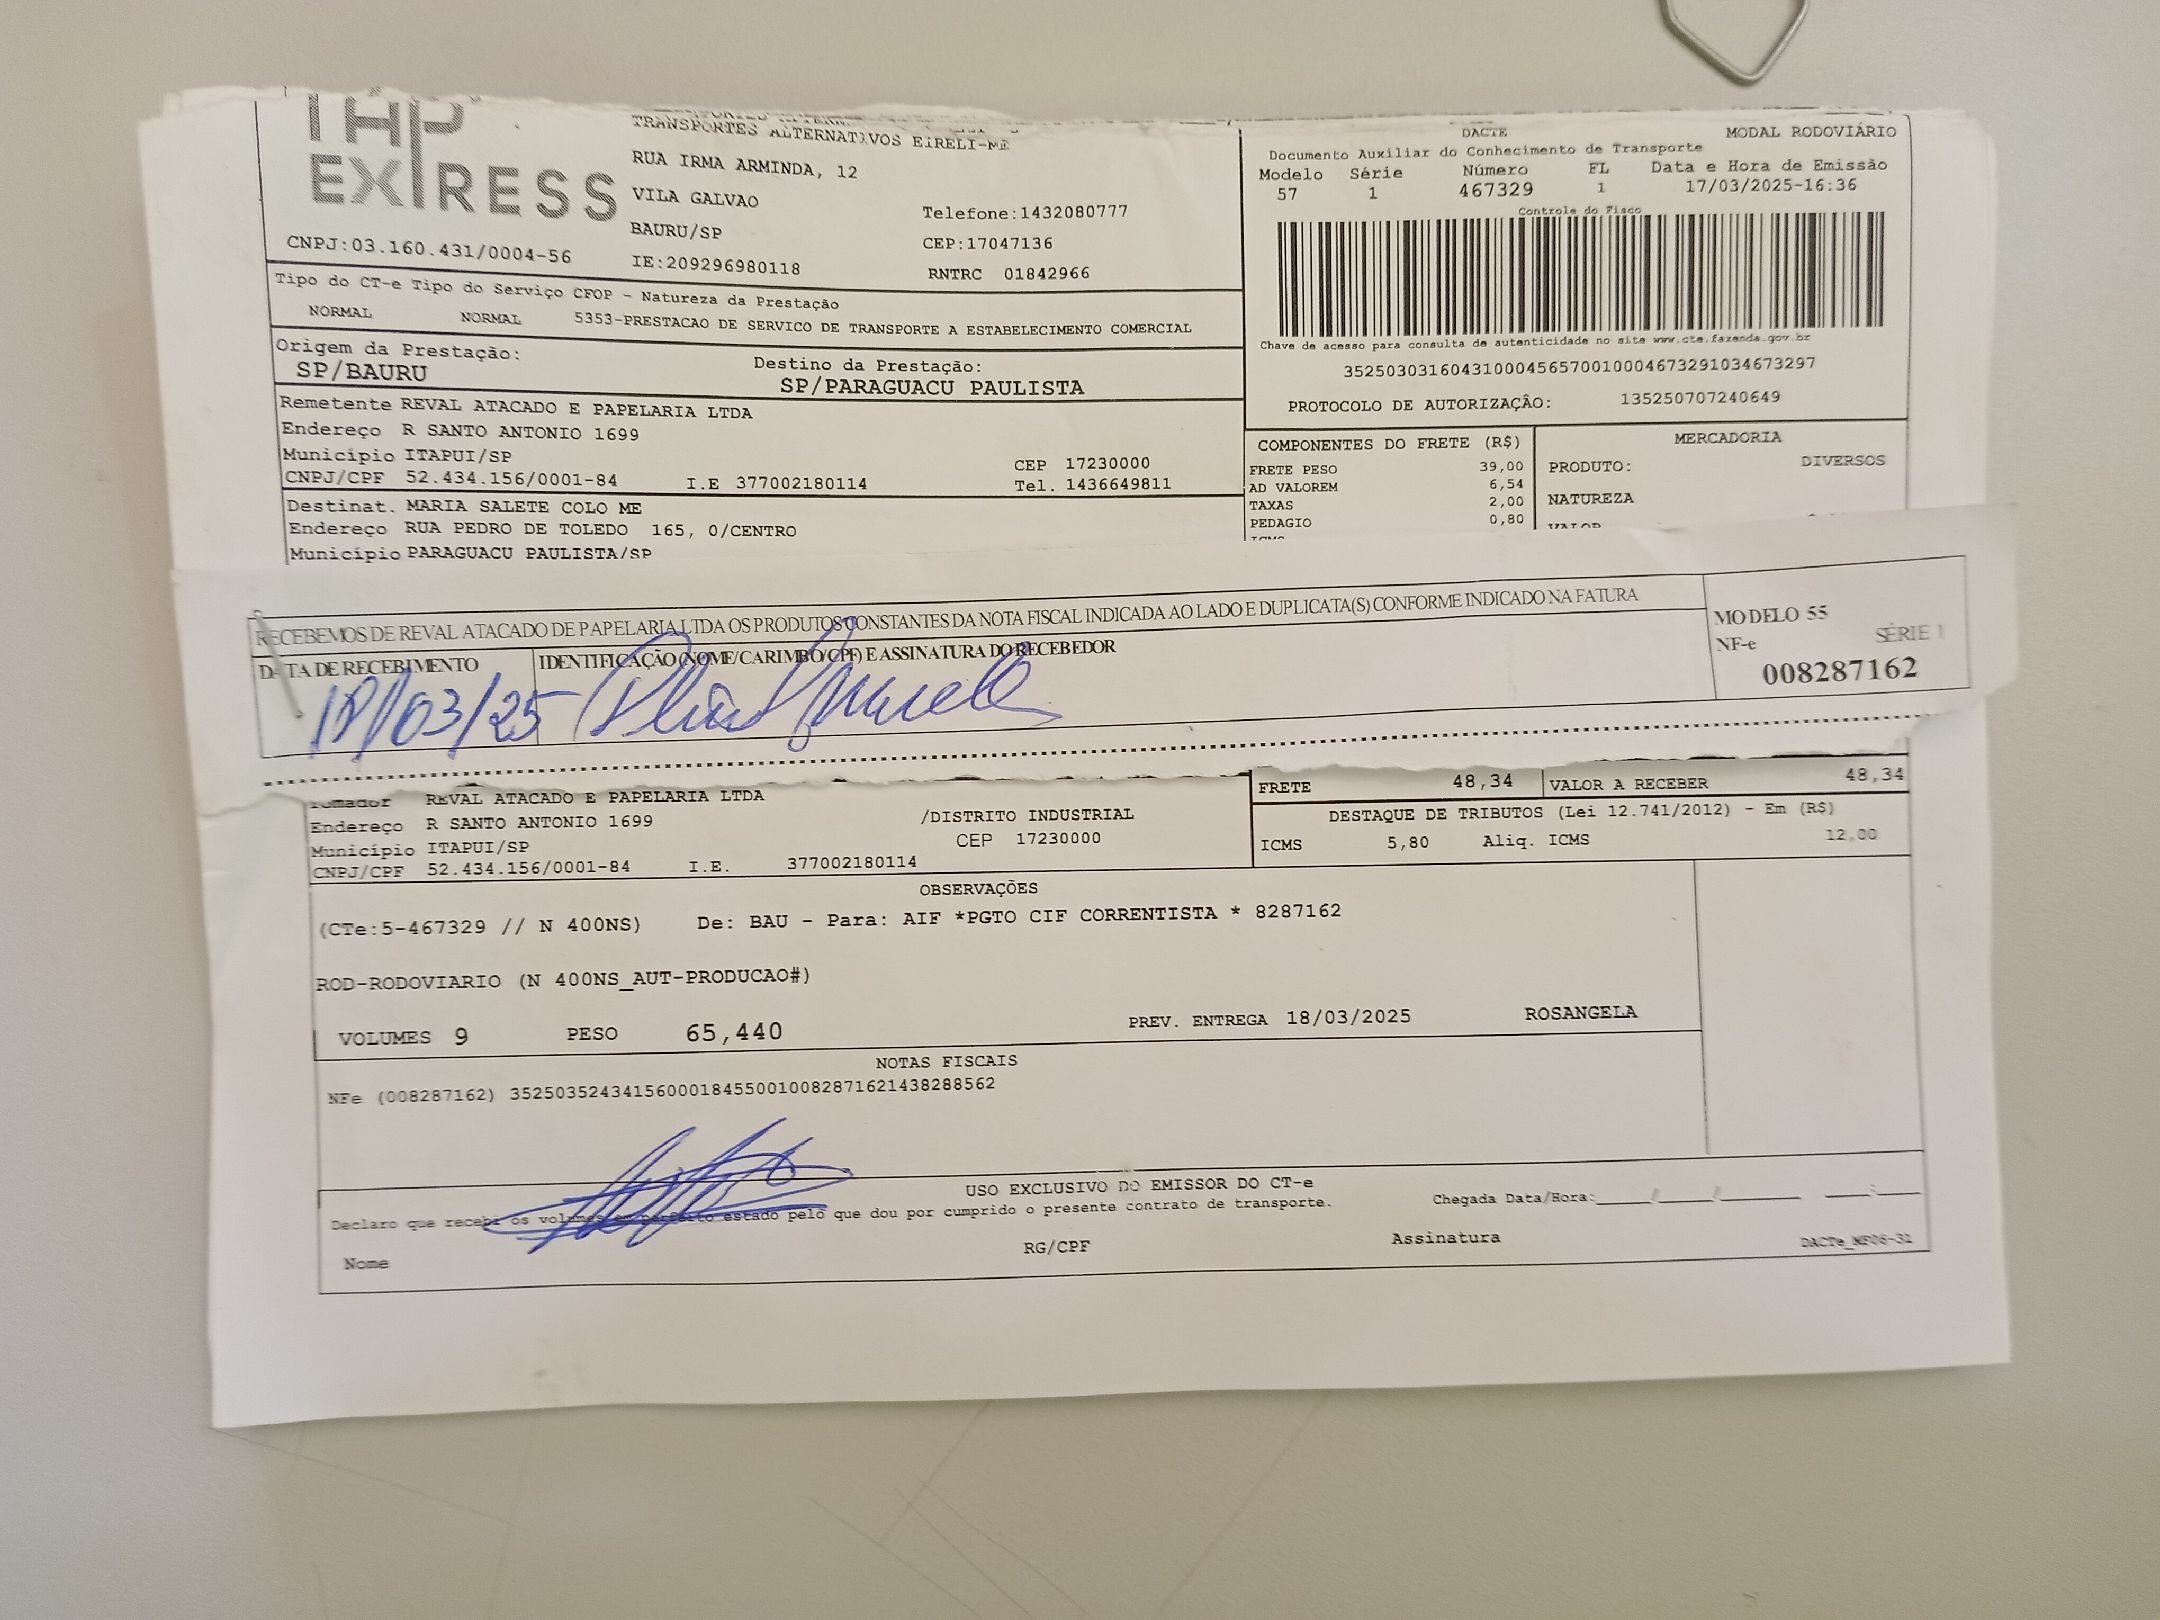 TAP
EXPRESS
CNPJ:03.160.431/0004-56
TRANSPORTES ALTERNATIVOS EIRELI-ME
RUA IRMA ARMINDA, 12
VILA GALVAO
BAURU/SP
IE:209296980118
Telefone:1432080777
CEP:17047136
RNTRC 01842966
DACTE MODAL RODOVIÁRIO
Documento Auxiliar do Conhecimento de Transporte
Modelo Série Número FL Data e Hora de Emissão
57 1 467329 1 17/03/2025-16:36
Controle do Fisco
Chave de acesso para consulta de autenticidade no site www.cte.fazenda.gov.br
35250303160431000456570010004673291034673297
PROTOCOLO DE AUTORIZAÇÃO: 135250707240649
Tipo do CT-e Tipo do Serviço CFOP - Natureza da Prestação
NORMAL NORMAL 5353-PRESTACAO DE SERVICO DE TRANSPORTE A ESTABELECIMENTO COMERCIAL
Origem da Prestação: Destino da Prestação:
SP/BAURU SP/PARAGUACU PAULISTA
Remetente REVAL ATACADO E PAPELARIA LTDA
Endereço R SANTO ANTONIO 1699
Município ITAPUI/SP CEP 17230000
CNPJ/CPF 52.434.156/0001-84 I.E 377002180114 Tel. 1436649811
Destinat. MARIA SALETE COLO ME
Endereço RUA PEDRO DE TOLEDO 165, 0/CENTRO
Município PARAGUACU PAULISTA/SP
COMPONENTES DO FRETE (R$)
FRETE PESO 39,00
AD VALOREM 6,54
TAXAS 2,00
PEDAGIO 0,80
MERCADORIA
PRODUTO: DIVERSOS
NATUREZA
RECEBEMOS DE REVAL ATACADO DE PAPELARIA LTDA OS PRODUTOS CONSTANTES DA NOTA FISCAL INDICADA AO LADO E DUPLICATA(S) CONFORME INDICADO NA FATURA
DATA DE RECEBIMENTO IDENTIFICAÇÃO (NOME/CARIMBO/CPF) E ASSINATURA DO RECEBEDOR
18/03/25
MODELO 55
NF-e SÉRIE 1
008287162
Tomador REVAL ATACADO E PAPELARIA LTDA
Endereço R SANTO ANTONIO 1699 /DISTRITO INDUSTRIAL
Município ITAPUI/SP CEP 17230000
CNPJ/CPF 52.434.156/0001-84 I.E. 377002180114
FRETE 48,34 VALOR A RECEBER 48,34
DESTAQUE DE TRIBUTOS (Lei 12.741/2012) - Em (R$)
ICMS 5,80 Aliq. ICMS 12,00
OBSERVAÇÕES
(CTe:5-467329 // N 400NS) De: BAU - Para: AIF *PGTO CIF CORRENTISTA * 8287162
ROD-RODOVIARIO (N 400NS_AUT-PRODUCAO#)
VOLUMES 9 PESO 65,440 PREV. ENTREGA 18/03/2025 ROSANGELA
NOTAS FISCAIS
NFe (008287162) 35250352434156000184550010082871621438288562
USO EXCLUSIVO DO EMISSOR DO CT-e
Declaro que recebi os volumes em perfeito estado pelo que dou por cumprido o presente contrato de transporte.
Chegada Data/Hora:____/____/____ ___:___
Nome RG/CPF Assinatura DACTe_MF06-32